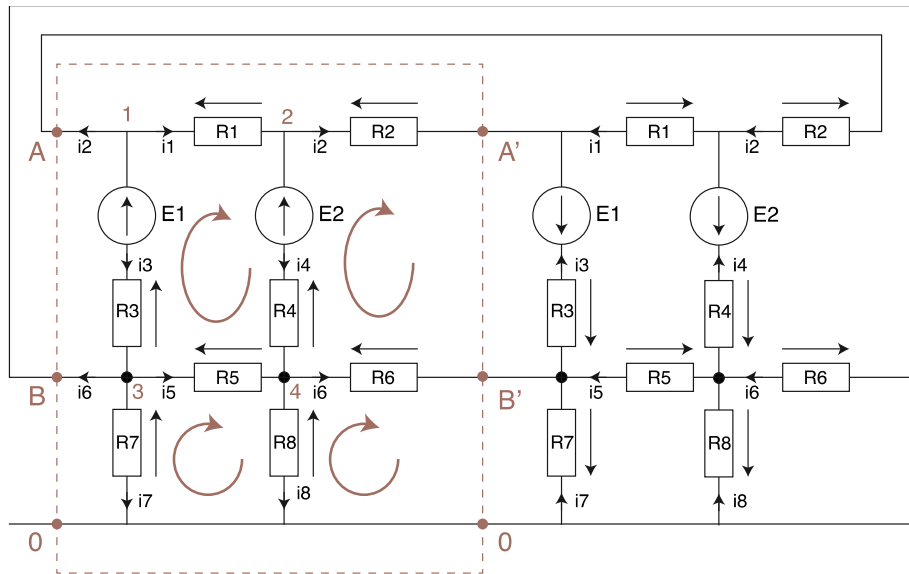 1 2
R1 R2 R1 R2
A i2 i1 i2 A' i1 i2
E1 E2 E1 E2
i3 i4 i3 i4
R3 R4 R3 R4
R5 R6 R5 R6
B i6 3 i5 4 i6 B' i5 i6
R7 R8 R7 R8
i7 i8 i7 i8
0 0